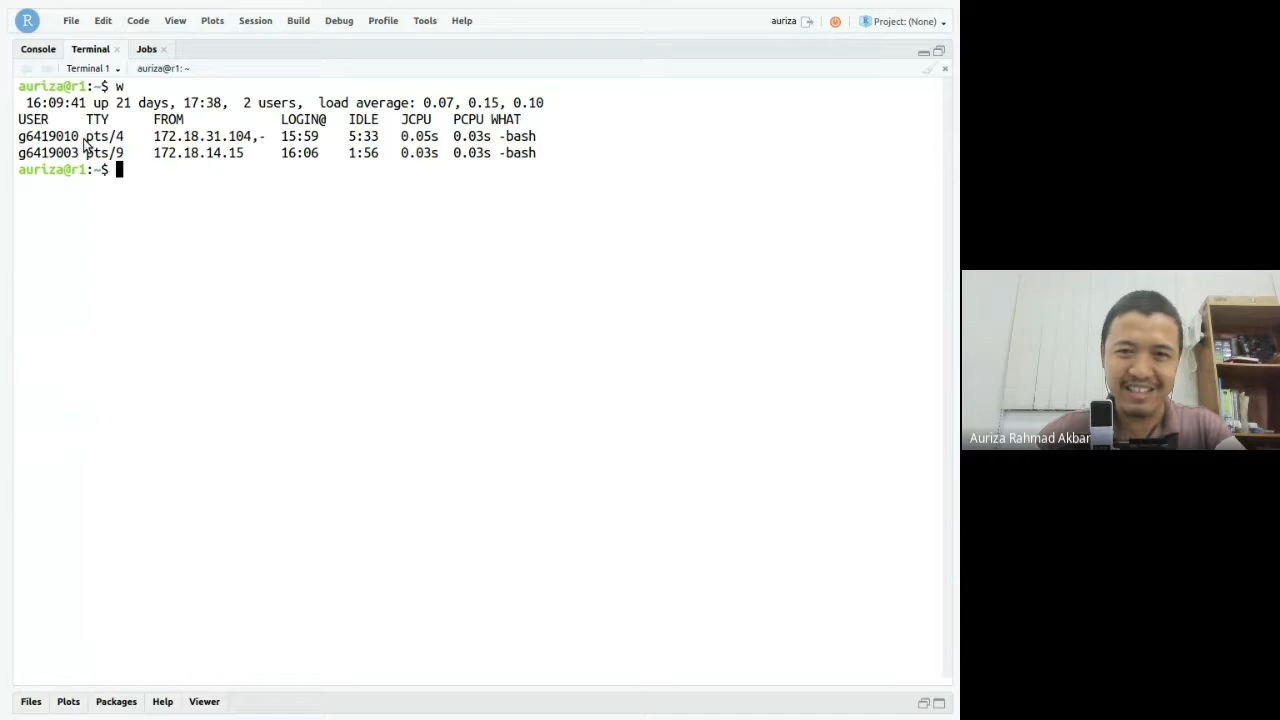 R File Edit Code View Plots Session Build Debug Profile Tools Help auriza R Project: (None)
Console Terminal Jobs
Terminal 1 auriza@r1: ~
auriza@r1:~$ w
16:09:41 up 21 days, 17:38, 2 users, load average: 0.07, 0.15, 0.10
USER TTY FROM LOGIN@ IDLE JCPU PCPU WHAT
g6419010 pts/4 172.18.31.104,- 15:59 5:33 0.05s 0.03s -bash
g6419003 pts/9 172.18.14.15 16:06 1:56 0.03s 0.03s -bash
auriza@r1:~$
Auriza Rahmad Akbar
Files Plots Packages Help Viewer